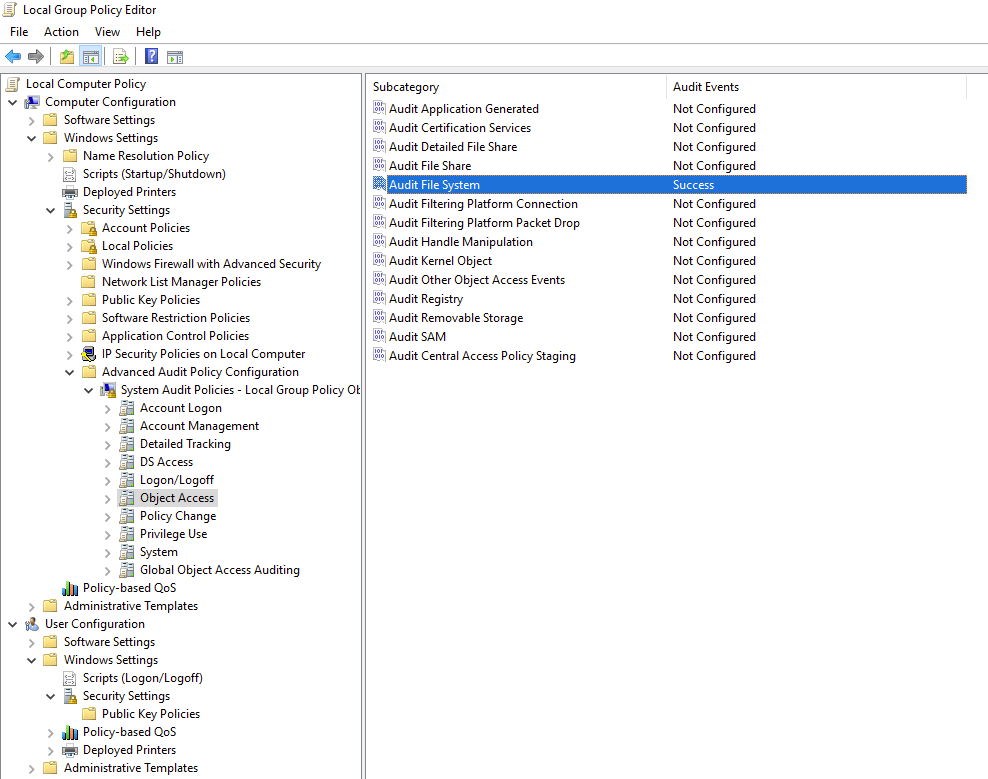 Local Group Policy Editor
File Action View Help
Local Computer Policy
Computer Configuration
Software Settings
Windows Settings
Name Resolution Policy
Scripts (Startup/Shutdown)
Deployed Printers
Security Settings
Account Policies
Local Policies
Windows Firewall with Advanced Security
Network List Manager Policies
Public Key Policies
Software Restriction Policies
Application Control Policies
IP Security Policies on Local Computer
Advanced Audit Policy Configuration
System Audit Policies - Local Group Policy Ob
Account Logon
Account Management
Detailed Tracking
DS Access
Logon/Logoff
Object Access
Policy Change
Privilege Use
System
Global Object Access Auditing
Policy-based QoS
Administrative Templates
User Configuration
Software Settings
Windows Settings
Scripts (Logon/Logoff)
Security Settings
Public Key Policies
Policy-based QoS
Deployed Printers
Administrative Templates
Subcategory Audit Events
Audit Application Generated Not Configured
Audit Certification Services Not Configured
Audit Detailed File Share Not Configured
Audit File Share Not Configured
Audit File System Success
Audit Filtering Platform Connection Not Configured
Audit Filtering Platform Packet Drop Not Configured
Audit Handle Manipulation Not Configured
Audit Kernel Object Not Configured
Audit Other Object Access Events Not Configured
Audit Registry Not Configured
Audit Removable Storage Not Configured
Audit SAM Not Configured
Audit Central Access Policy Staging Not Configured